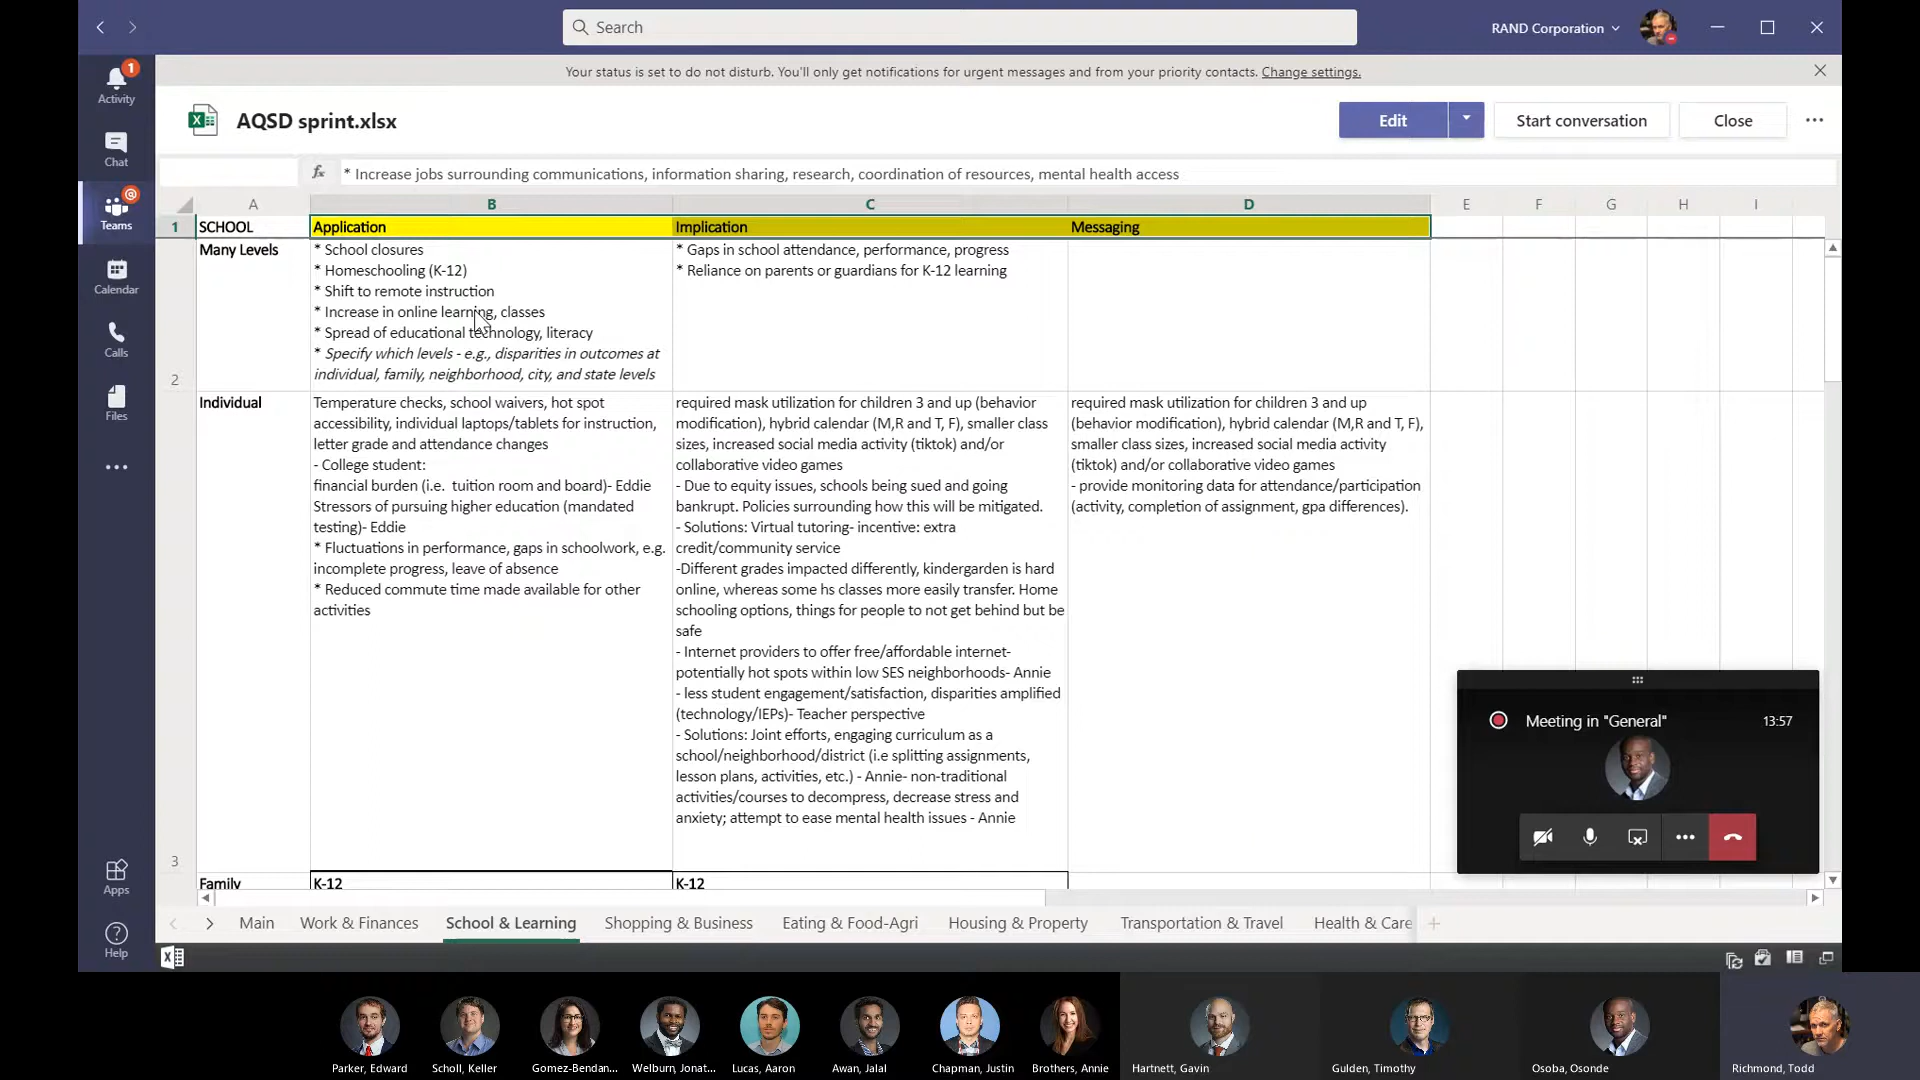 Search
RAND Corporation
Activity
1
Chat
Teams
@
Calendar
Calls
Files
Apps
Help
Your status is set to do not disturb. You'll only get notifications for urgent messages and from your priority contacts. Change settings.
AQSD sprint.xlsx
Edit
Start conversation
Close
fx
* Increase jobs surrounding communications, information sharing, research, coordination of resources, mental health access
A B C D E F G H I
1 SCHOOL Application Implication Messaging
2
Many Levels
* School closures
* Homeschooling (K-12)
* Shift to remote instruction
* Increase in online learning, classes
* Spread of educational technology, literacy
* Specify which levels - e.g., disparities in outcomes at
individual, family, neighborhood, city, and state levels
* Gaps in school attendance, performance, progress
* Reliance on parents or guardians for K-12 learning
3
Individual
Temperature checks, school waivers, hot spot
accessibility, individual laptops/tablets for instruction,
letter grade and attendance changes
- College student:
financial burden (i.e. tuition room and board)- Eddie
Stressors of pursuing higher education (mandated
testing)- Eddie
* Fluctuations in performance, gaps in schoolwork, e.g.
incomplete progress, leave of absence
* Reduced commute time made available for other
activities
required mask utilization for children 3 and up (behavior
modification), hybrid calendar (M,R and T, F), smaller class
sizes, increased social media activity (tiktok) and/or
collaborative video games
- Due to equity issues, schools being sued and going
bankrupt. Policies surrounding how this will be mitigated.
- Solutions: Virtual tutoring- incentive: extra
credit/community service
-Different grades impacted differently, kindergarden is hard
online, whereas some hs classes more easily transfer. Home
schooling options, things for people to not get behind but be
safe
- Internet providers to offer free/affordable internet-
potentially hot spots within low SES neighborhoods- Annie
- less student engagement/satisfaction, disparities amplified
(technology/IEPs)- Teacher perspective
- Solutions: Joint efforts, engaging curriculum as a
school/neighborhood/district (i.e splitting assignments,
lesson plans, activities, etc.) - Annie- non-traditional
activities/courses to decompress, decrease stress and
anxiety; attempt to ease mental health issues - Annie
required mask utilization for children 3 and up
(behavior modification), hybrid calendar (M,R and T, F),
smaller class sizes, increased social media activity
(tiktok) and/or collaborative video games
- provide monitoring data for attendance/participation
(activity, completion of assignment, gpa differences).
Family K-12 K-12
Meeting in "General" 13:57
Main Work & Finances School & Learning Shopping & Business Eating & Food-Agri Housing & Property Transportation & Travel Health & Care
Parker, Edward
Scholl, Keller
Gomez-Bendan...
Welburn, Jonat...
Lucas, Aaron
Awan, Jalal
Chapman, Justin
Brothers, Annie
Hartnett, Gavin
Gulden, Timothy
Osoba, Osonde
Richmond, Todd